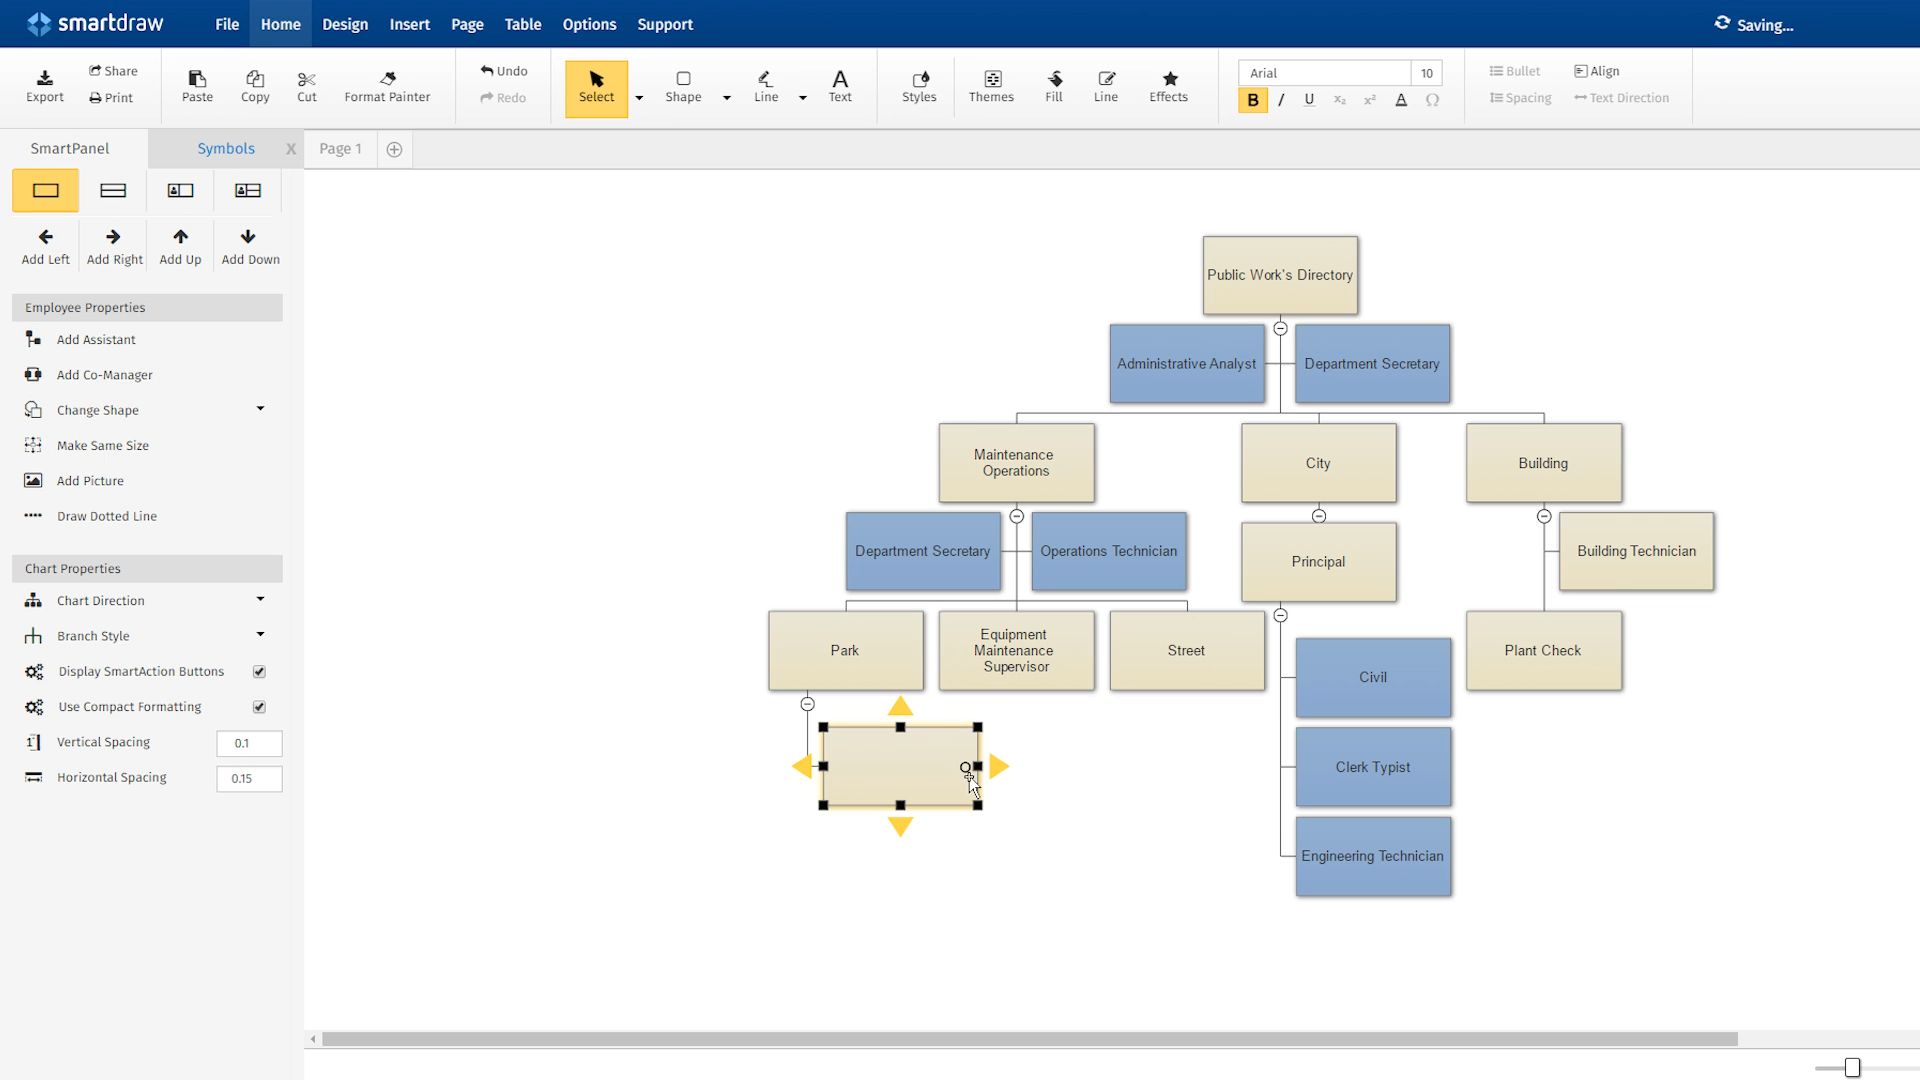 smartdraw
File Home Design Insert Page Table Options Support
Saving...
Export
Share
Print
Paste
Copy
Cut
Format Painter
Undo
Redo
Select
Shape
Line
Text
Styles
Themes
Fill
Line
Effects
Arial 10
B I U x₂ x² A Ω
Bullet
Spacing
Align
Text Direction
SmartPanel
Symbols X
Page 1
Add Left
Add Right
Add Up
Add Down
Employee Properties
Add Assistant
Add Co-Manager
Change Shape
Make Same Size
Add Picture
Draw Dotted Line
Chart Properties
Chart Direction
Branch Style
Display SmartAction Buttons
Use Compact Formatting
Vertical Spacing 0.1
Horizontal Spacing 0.15
Public Work's Directory
Administrative Analyst
Department Secretary
Maintenance
Operations
City
Building
Department Secretary
Operations Technician
Principal
Building Technician
Park
Equipment
Maintenance
Supervisor
Street
Plant Check
Civil
Clerk Typist
Engineering Technician